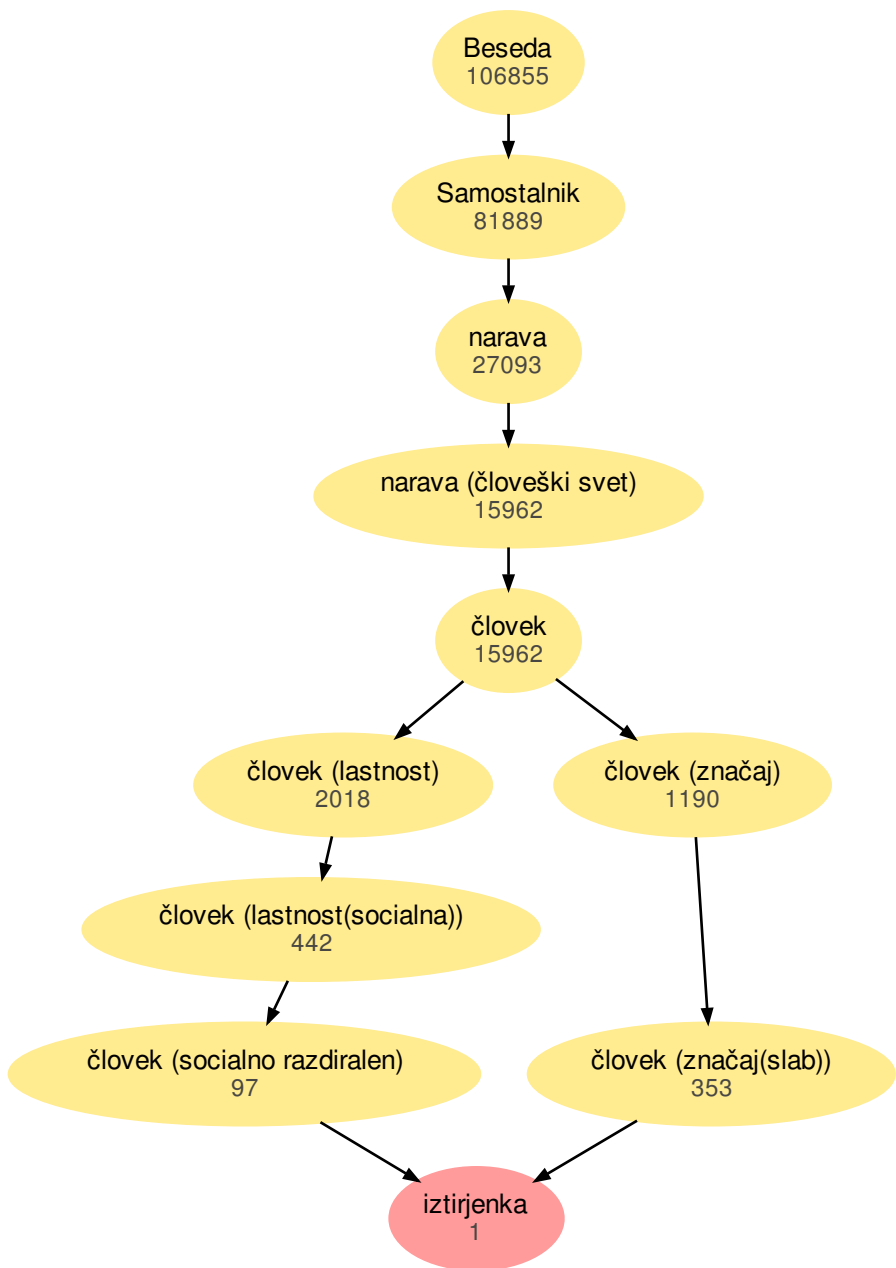 Beseda
106855
Samostalnik
81889
narava
27093
narava (človeški svet)
15962
človek
15962
človek (lastnost)
2018
človek (značaj)
1190
človek (lastnost(socialna))
442
človek (socialno razdiralen)
97
človek (značaj(slab))
353
iztirjenka
1